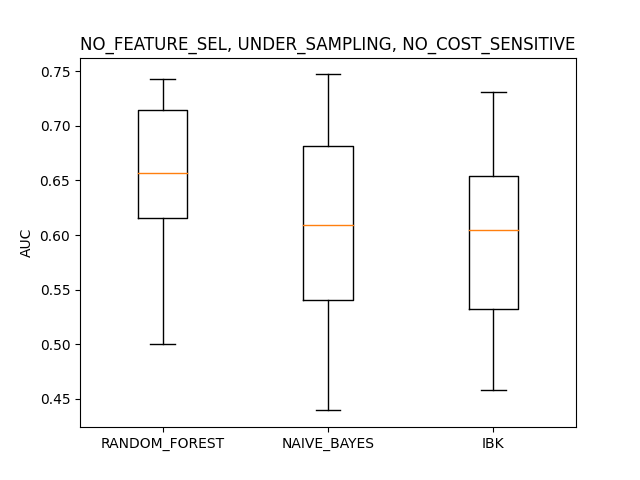 NO_FEATURE_SEL, UNDER_SAMPLING, NO_COST_SENSITIVE
0.75
0.70
0.65
0.60
0.55
0.50
0.45
AUC
RANDOM_FOREST
NAIVE_BAYES
IBK